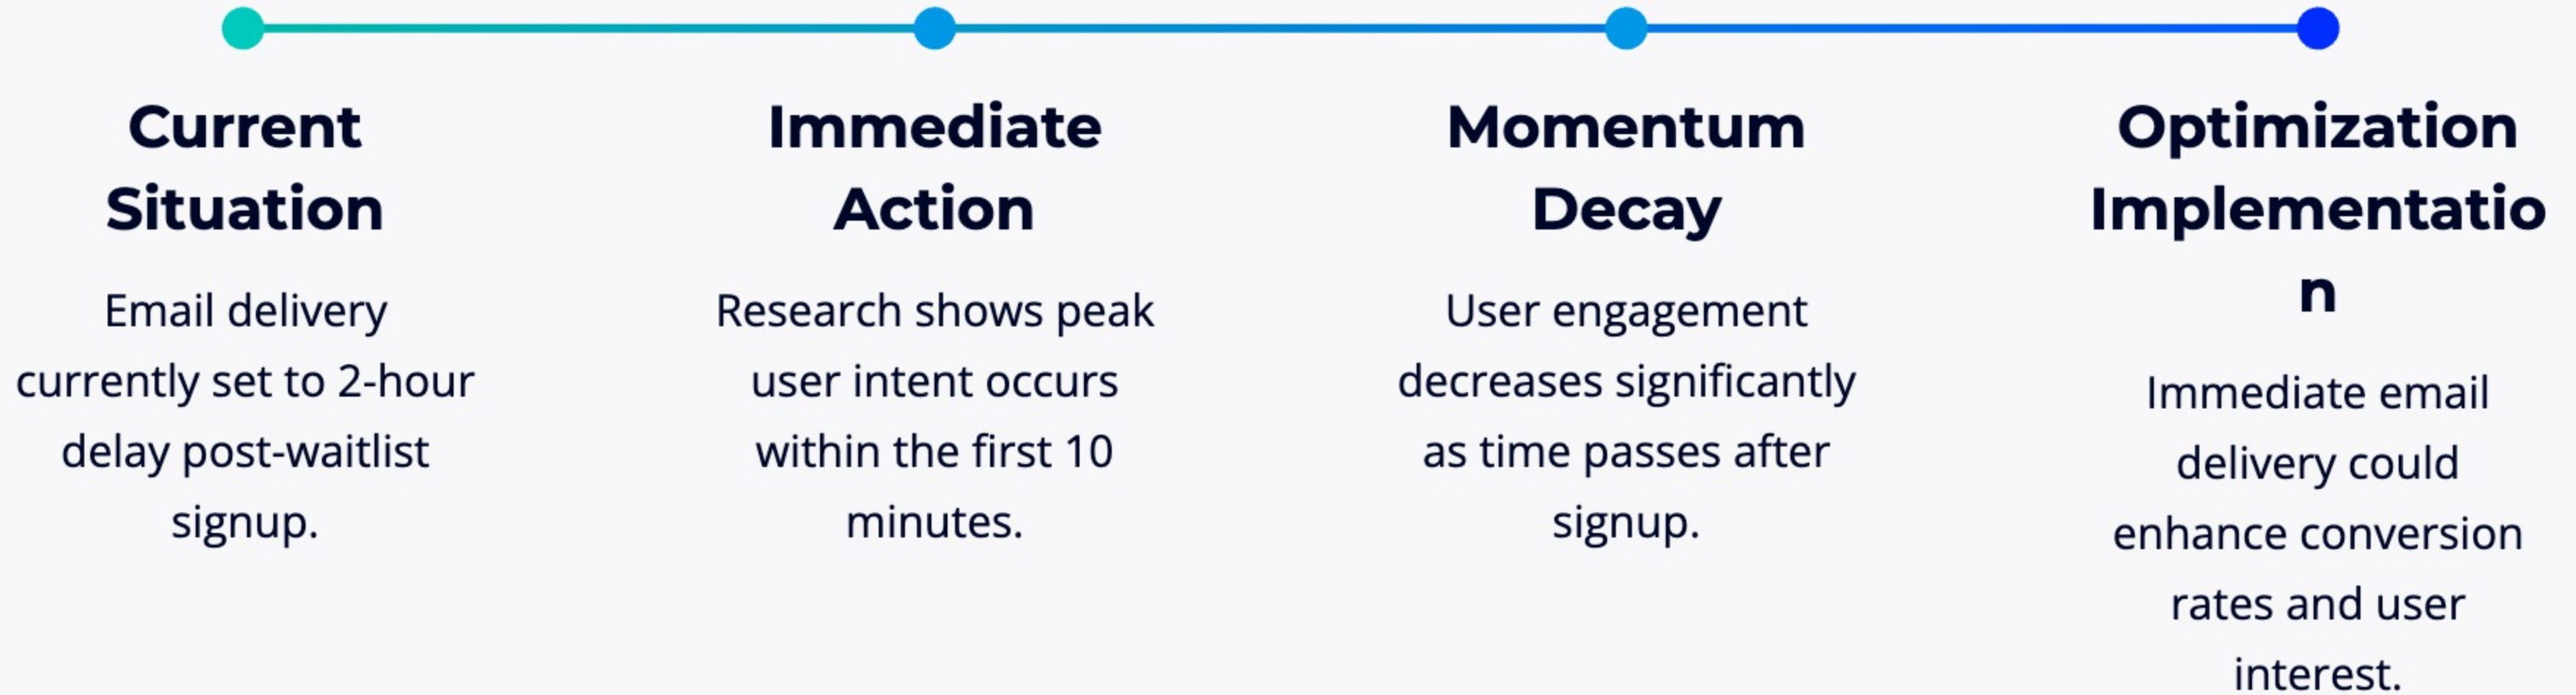 Current
Situation
Email delivery
currently set to 2-hour
delay post-waitlist
signup.
Immediate
Action
Research shows peak
user intent occurs
within the first 10
minutes.
Momentum
Decay
User engagement
decreases significantly
as time passes after
signup.
Optimization
Implementatio
n
Immediate email
delivery could
enhance conversion
rates and user
interest.